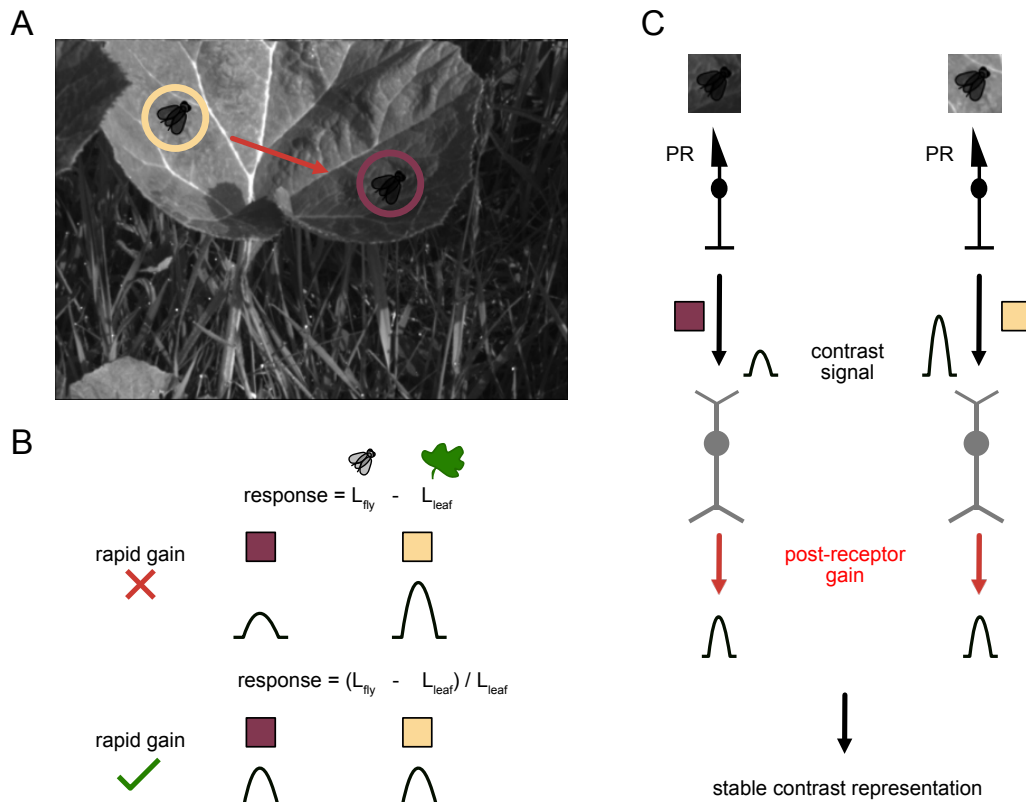 A
B
response = L_fly - L_leaf
rapid gain
response = (L_fly - L_leaf) / L_leaf
rapid gain
C
PR
PR
contrast
signal
post-receptor
gain
stable contrast representation